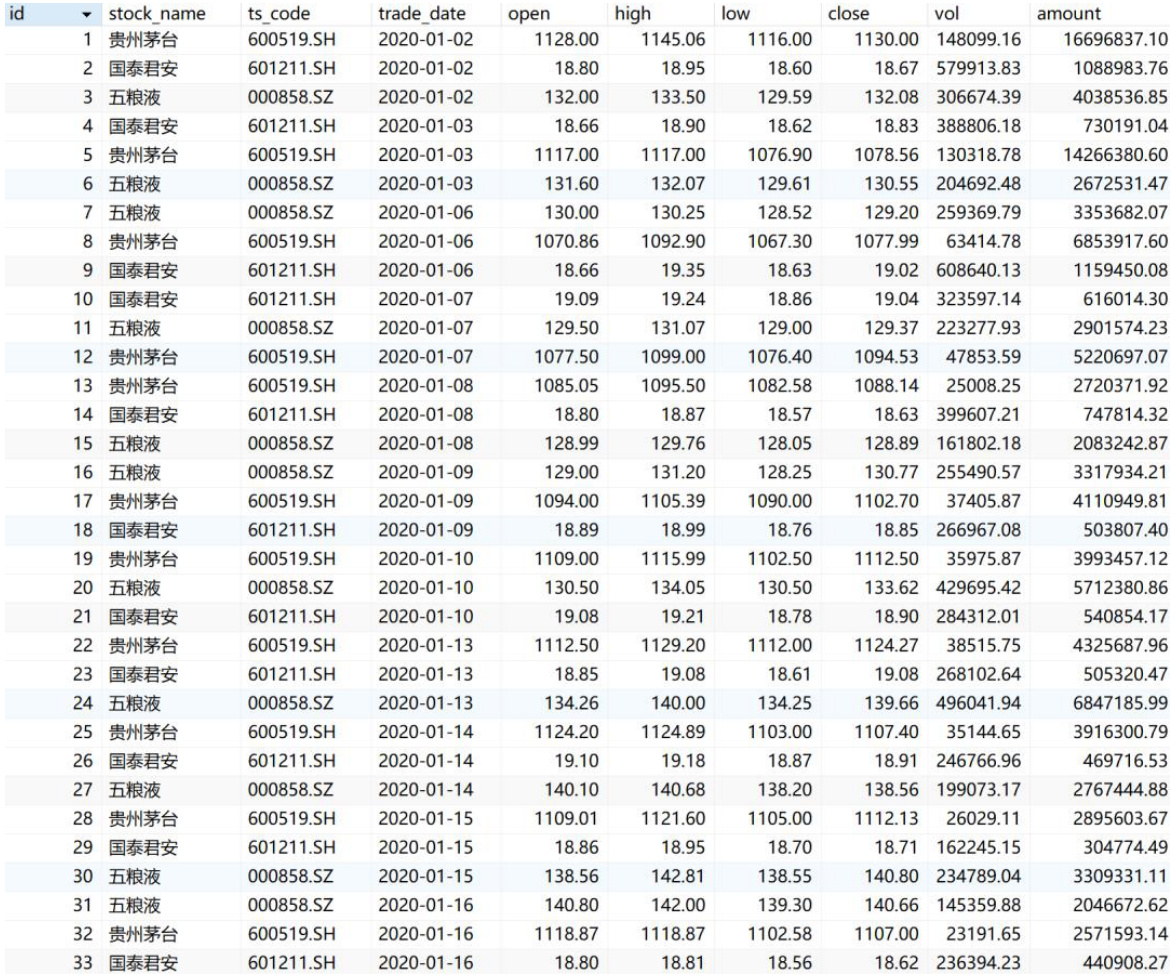 id stock_name ts_code trade_date open high low close vol amount
1 贵州茅台 600519.SH 2020-01-02 1128.00 1145.06 1116.00 1130.00 148099.16 16696837.10
2 国泰君安 601211.SH 2020-01-02 18.80 18.95 18.60 18.67 579913.83 1088983.76
3 五粮液 000858.SZ 2020-01-02 132.00 133.50 129.59 132.08 306674.39 4038536.85
4 国泰君安 601211.SH 2020-01-03 18.66 18.90 18.62 18.83 388806.18 730191.04
5 贵州茅台 600519.SH 2020-01-03 1117.00 1117.00 1076.90 1078.56 130318.78 14266380.60
6 五粮液 000858.SZ 2020-01-03 131.60 132.07 129.61 130.55 204692.48 2672531.47
7 五粮液 000858.SZ 2020-01-06 130.00 130.25 128.52 129.20 259369.79 3353682.07
8 贵州茅台 600519.SH 2020-01-06 1070.86 1092.90 1067.30 1077.99 63414.78 6853917.60
9 国泰君安 601211.SH 2020-01-06 18.66 19.35 18.63 19.02 608640.13 1159450.08
10 国泰君安 601211.SH 2020-01-07 19.09 19.24 18.86 19.04 323597.14 616014.30
11 五粮液 000858.SZ 2020-01-07 129.50 131.07 129.00 129.37 223277.93 2901574.23
12 贵州茅台 600519.SH 2020-01-07 1077.50 1099.00 1076.40 1094.53 47853.59 5220697.07
13 贵州茅台 600519.SH 2020-01-08 1085.05 1095.50 1082.58 1088.14 25008.25 2720371.92
14 国泰君安 601211.SH 2020-01-08 18.80 18.87 18.57 18.63 399607.21 747814.32
15 五粮液 000858.SZ 2020-01-08 128.99 129.76 128.05 128.89 161802.18 2083242.87
16 五粮液 000858.SZ 2020-01-09 129.00 131.20 128.25 130.77 255490.57 3317934.21
17 贵州茅台 600519.SH 2020-01-09 1094.00 1105.39 1090.00 1102.70 37405.87 4110949.81
18 国泰君安 601211.SH 2020-01-09 18.89 18.99 18.76 18.85 266967.08 503807.40
19 贵州茅台 600519.SH 2020-01-10 1109.00 1115.99 1102.50 1112.50 35975.87 3993457.12
20 五粮液 000858.SZ 2020-01-10 130.50 134.05 130.50 133.62 429695.42 5712380.86
21 国泰君安 601211.SH 2020-01-10 19.08 19.21 18.78 18.90 284312.01 540854.17
22 贵州茅台 600519.SH 2020-01-13 1112.50 1129.20 1112.00 1124.27 38515.75 4325687.96
23 国泰君安 601211.SH 2020-01-13 18.85 19.08 18.61 19.08 268102.64 505320.47
24 五粮液 000858.SZ 2020-01-13 134.26 140.00 134.25 139.66 496041.94 6847185.99
25 贵州茅台 600519.SH 2020-01-14 1124.20 1124.89 1103.00 1107.40 35144.65 3916300.79
26 国泰君安 601211.SH 2020-01-14 19.10 19.18 18.87 18.91 246766.96 469716.53
27 五粮液 000858.SZ 2020-01-14 140.10 140.68 138.20 138.56 199073.17 2767444.88
28 贵州茅台 600519.SH 2020-01-15 1109.01 1121.60 1105.00 1112.13 26029.11 2895603.67
29 国泰君安 601211.SH 2020-01-15 18.86 18.95 18.70 18.71 162245.15 304774.49
30 五粮液 000858.SZ 2020-01-15 138.56 142.81 138.55 140.80 234789.04 3309331.11
31 五粮液 000858.SZ 2020-01-16 140.80 142.00 139.30 140.66 145359.88 2046672.62
32 贵州茅台 600519.SH 2020-01-16 1118.87 1118.87 1102.58 1107.00 23191.65 2571593.14
33 国泰君安 601211.SH 2020-01-16 18.80 18.81 18.56 18.62 236394.23 440908.27